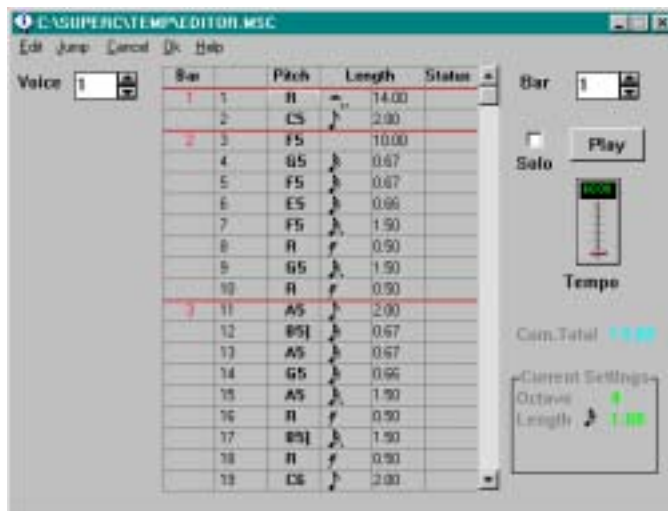 C:\SUPERC\TEMP\EDITOR.MSC
Edit Jump Cancel Ok Help
Voice 1
Bar Pitch Length Status
1 1 R 14.00
2 C5 2.00
2 3 F5 10.00
4 G5 0.67
5 F5 0.67
6 E5 0.66
7 F5 1.50
8 R 0.50
9 G5 1.50
10 R 0.50
3 11 A5 2.00
12 B5 0.67
13 A5 0.67
14 G5 0.66
15 A5 1.50
16 R 0.50
17 B5 1.50
18 R 0.50
19 C6 2.00
Bar 1
Solo
Play
Tempo
Cum.Total
Current Settings
Octave
Length 1.00